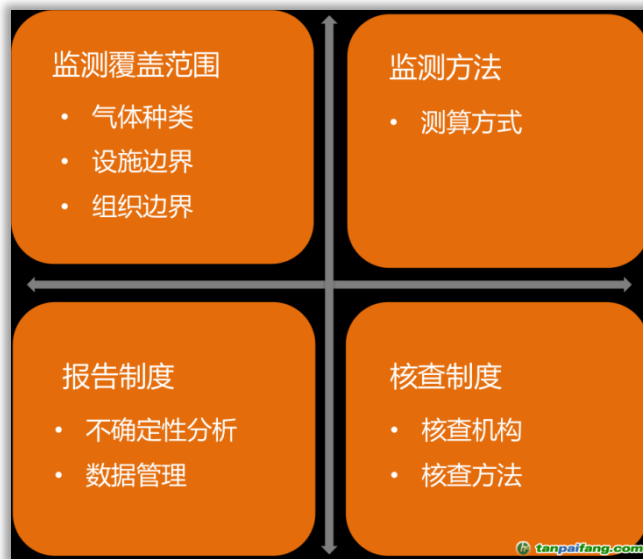 监测覆盖范围
• 气体种类
• 设施边界
• 组织边界
监测方法
• 测算方式
报告制度
• 不确定性分析
• 数据管理
核查制度
• 核查机构
• 核查方法
tanpaifang.com